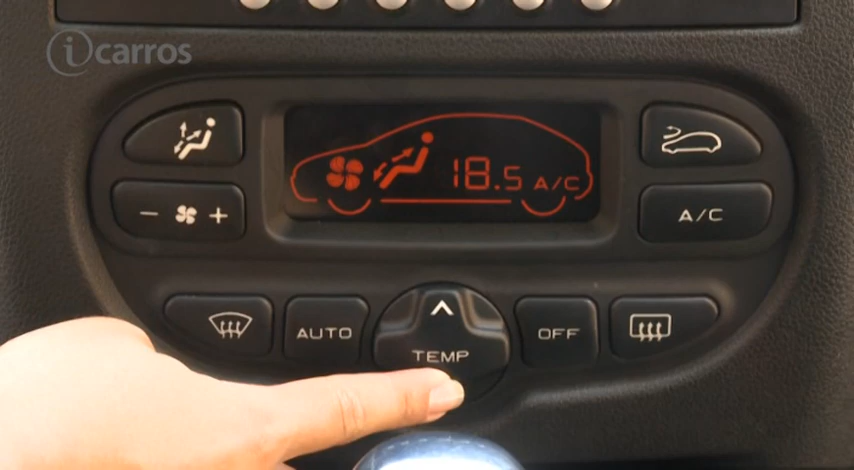 icarros
18.5 A/C
- +
A/C
AUTO
TEMP
OFF